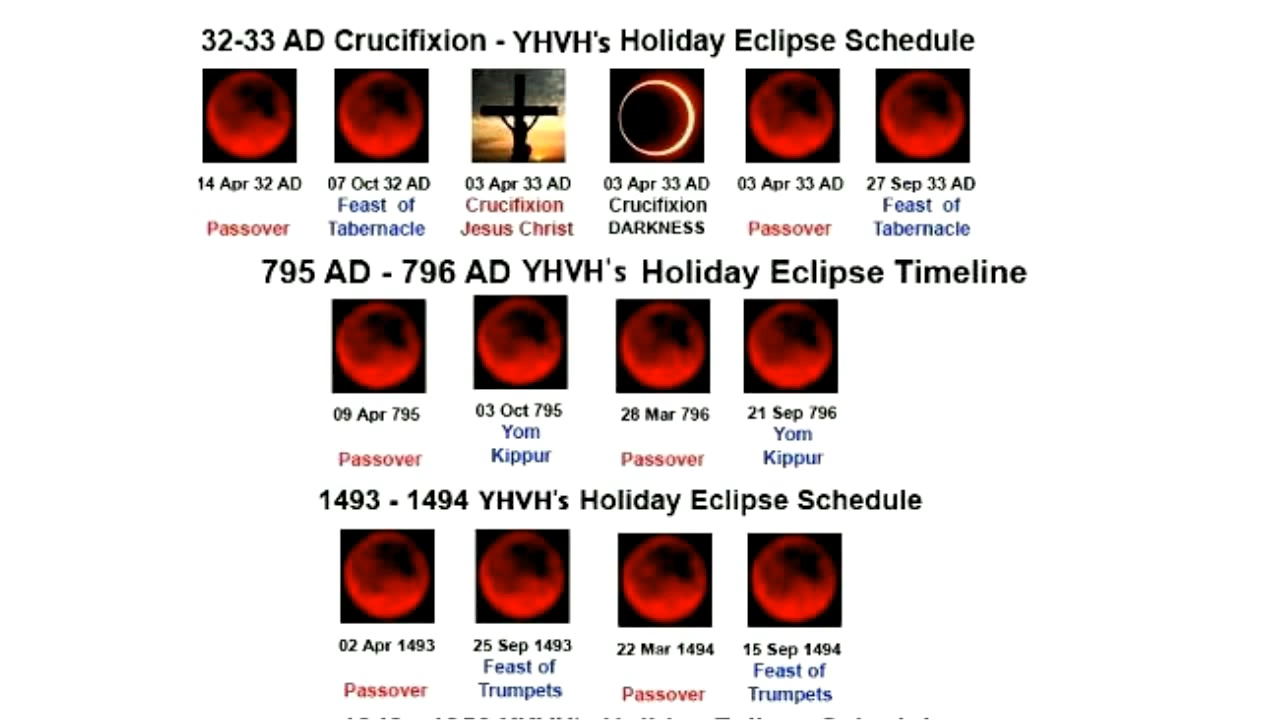 32-33 AD Crucifixion - YHVH's Holiday Eclipse Schedule
14 Apr 32 AD
Passover
07 Oct 32 AD
Feast of
Tabernacle
03 Apr 33 AD
Crucifixion
Jesus Christ
03 Apr 33 AD
Crucifixion
DARKNESS
03 Apr 33 AD
Passover
27 Sep 33 AD
Feast of
Tabernacle
795 AD - 796 AD YHVH's Holiday Eclipse Timeline
09 Apr 795
Passover
03 Oct 795
Yom
Kippur
28 Mar 796
Passover
21 Sep 796
Yom
Kippur
1493 - 1494 YHVH's Holiday Eclipse Schedule
02 Apr 1493
Passover
25 Sep 1493
Feast of
Trumpets
22 Mar 1494
Passover
15 Sep 1494
Feast of
Trumpets